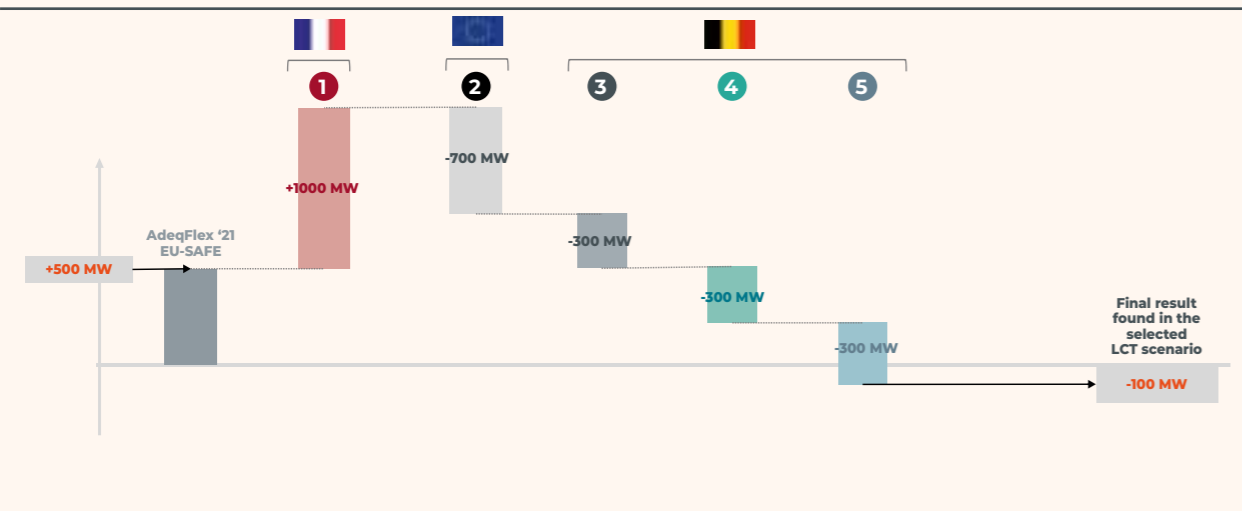 1
2
3
4
5
-700 MW
+1000 MW
AdeqFlex ‘21
EU-SAFE
-300 MW
+500 MW
-300 MW
-300 MW
Final result
found in the
selected
LCT scenario
-100 MW